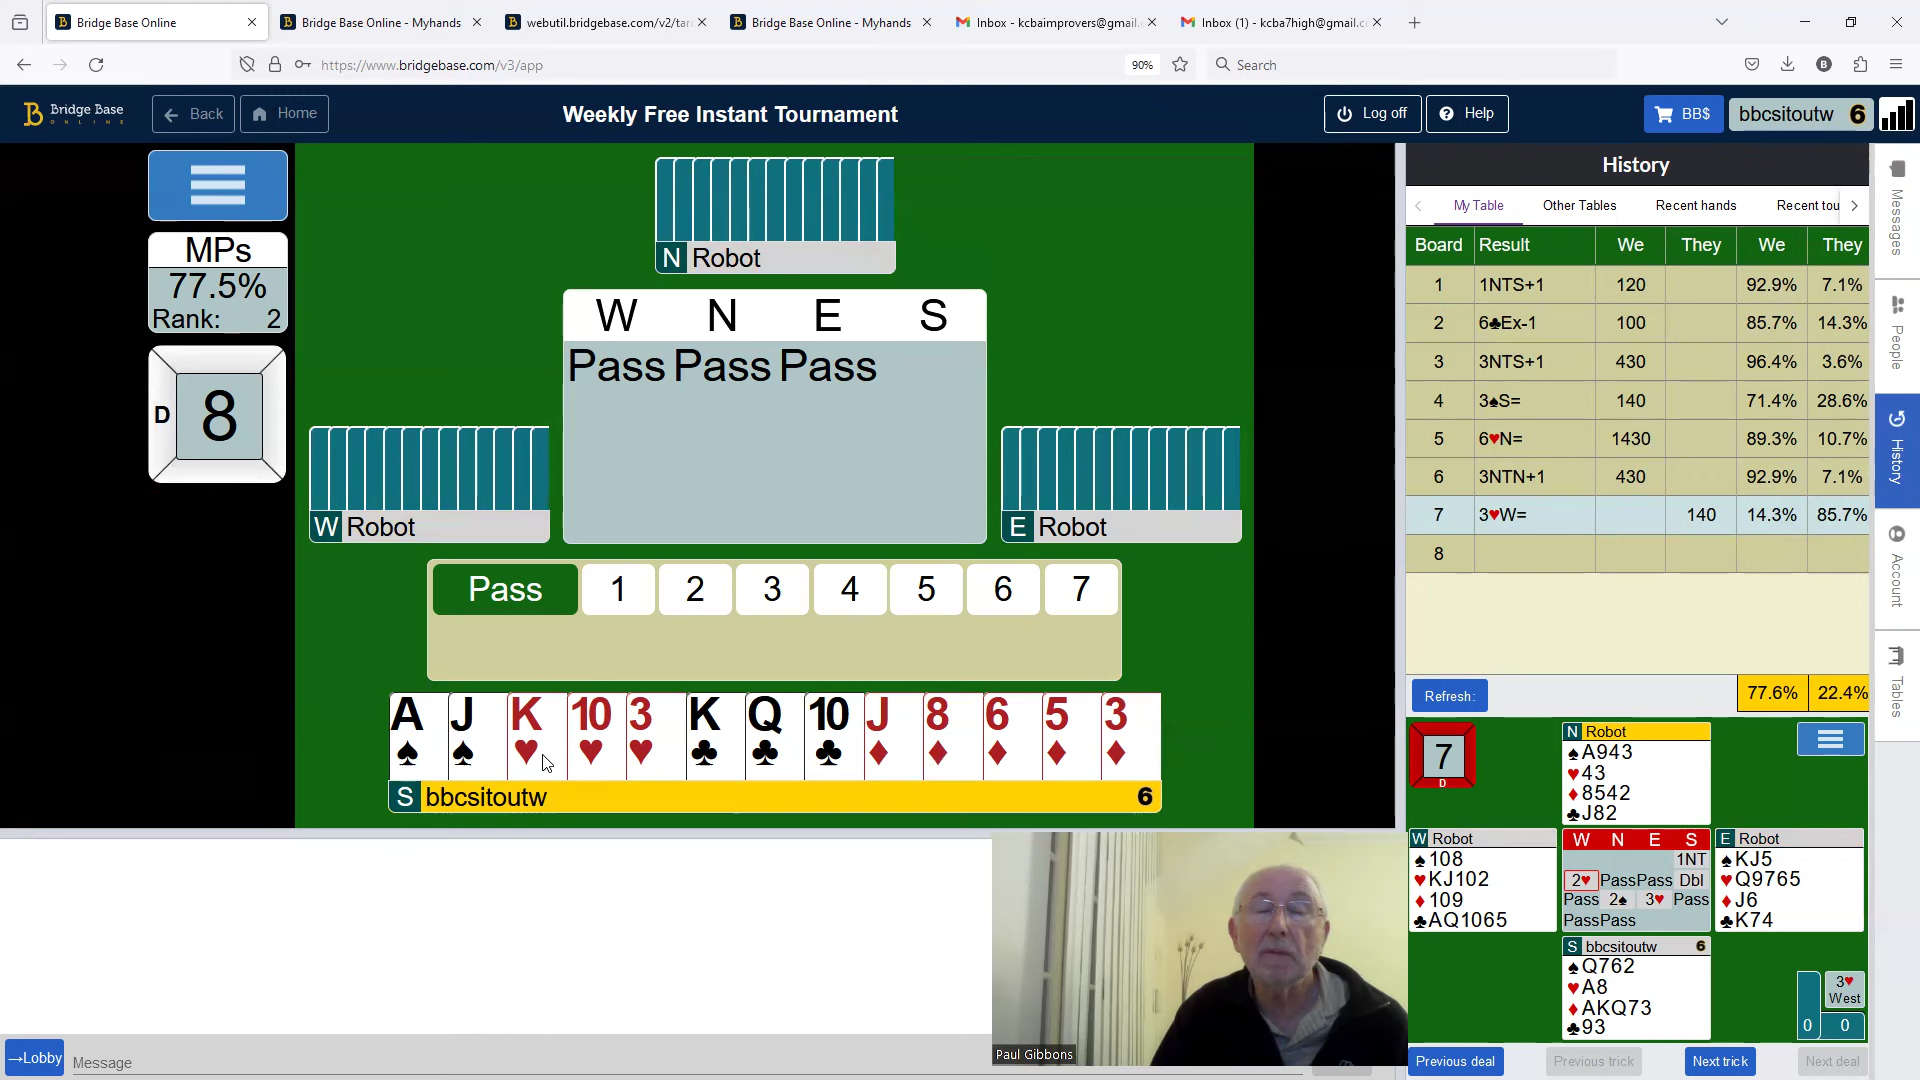 Bridge Base Online
Bridge Base Online - Myhands
webutil.bridgebase.com/v2/tar
Bridge Base Online - Myhands
Inbox - kcbaimprovers@gmail.
Inbox (1) - kcba7high@gmail.c
https://www.bridgebase.com/v3/app
90%
Search
Bridge Base
ONLINE
Back
Home
Weekly Free Instant Tournament
Log off
Help
BB$
bbcsitoutw 6
MPs
77.5%
Rank: 2
D 8
N Robot
W N E S
Pass Pass Pass
W Robot
E Robot
Pass 1 2 3 4 5 6 7
A J K 10 3 K Q 10 J 8 6 5 3
♠ ♠ ♥ ♥ ♥ ♣ ♣ ♣ ♦ ♦ ♦ ♦ ♦
S bbcsitoutw 6
History
My Table Other Tables Recent hands Recent tou
Board Result We They We They
1 1NTS+1 120 92.9% 7.1%
2 6♣Ex-1 100 85.7% 14.3%
3 3NTS+1 430 96.4% 3.6%
4 3♠S= 140 71.4% 28.6%
5 6♥N= 1430 89.3% 10.7%
6 3NTN+1 430 92.9% 7.1%
7 3♥W= 140 14.3% 85.7%
8
Refresh: 77.6% 22.4%
7
D
N Robot
♠A943
♥43
♦8542
♣J82
W Robot
♠108
♥KJ102
♦109
♣AQ1065
W N E S
1NT
2♥ Pass Pass Dbl
Pass 2♠ 3♥ Pass
Pass Pass
E Robot
♠KJ5
♥Q9765
♦J6
♣K74
S bbcsitoutw 6
♠Q762
♥A8
♦AKQ73
♣93
3♥
West
0 0
Previous deal Previous trick Next trick Next deal
Messages
People
History
Account
Tables
→Lobby
Message
Paul Gibbons